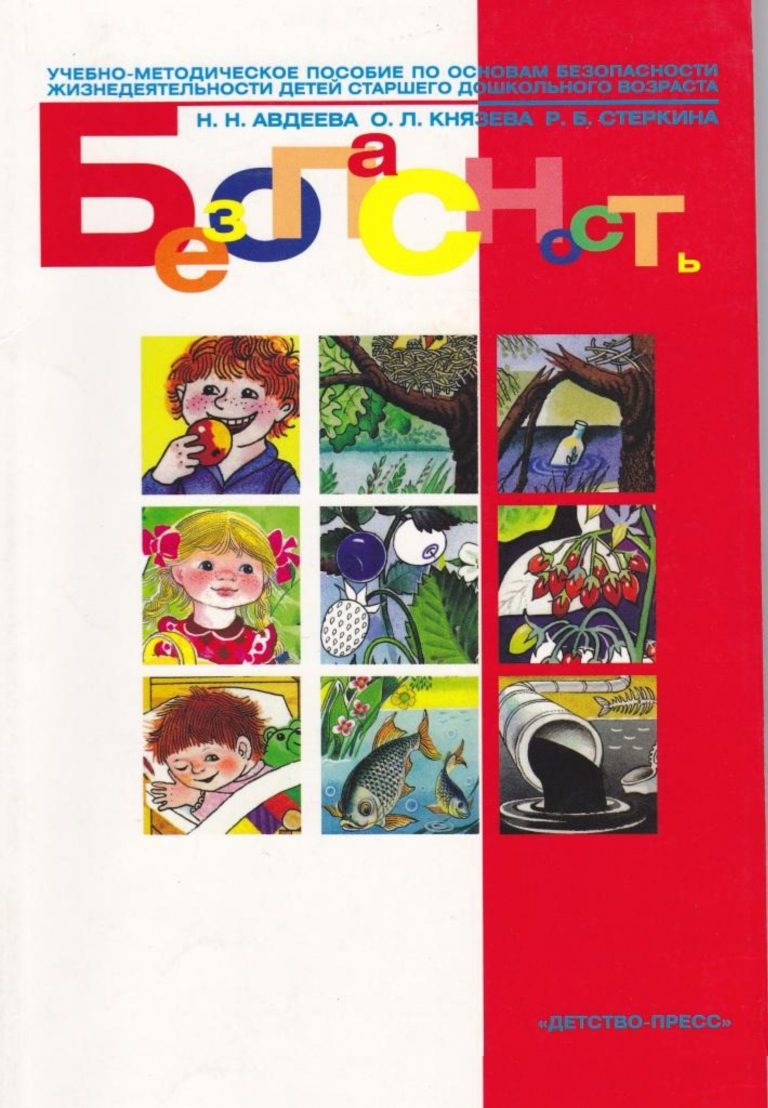 УЧЕБНО-МЕТОДИЧЕСКОЕ ПОСОБИЕ ПО ОСНОВАМ БЕЗОПАСНОСТИ
ЖИЗНЕДЕЯТЕЛЬНОСТИ ДЕТЕЙ СТАРШЕГО ДОШКОЛЬНОГО ВОЗРАСТА
Н. Н. АВДЕЕВА О. Л. КНЯЗЕВА Р. Б. СТЕРКИНА
Безопасность
«ДЕТСТВО-ПРЕСС»